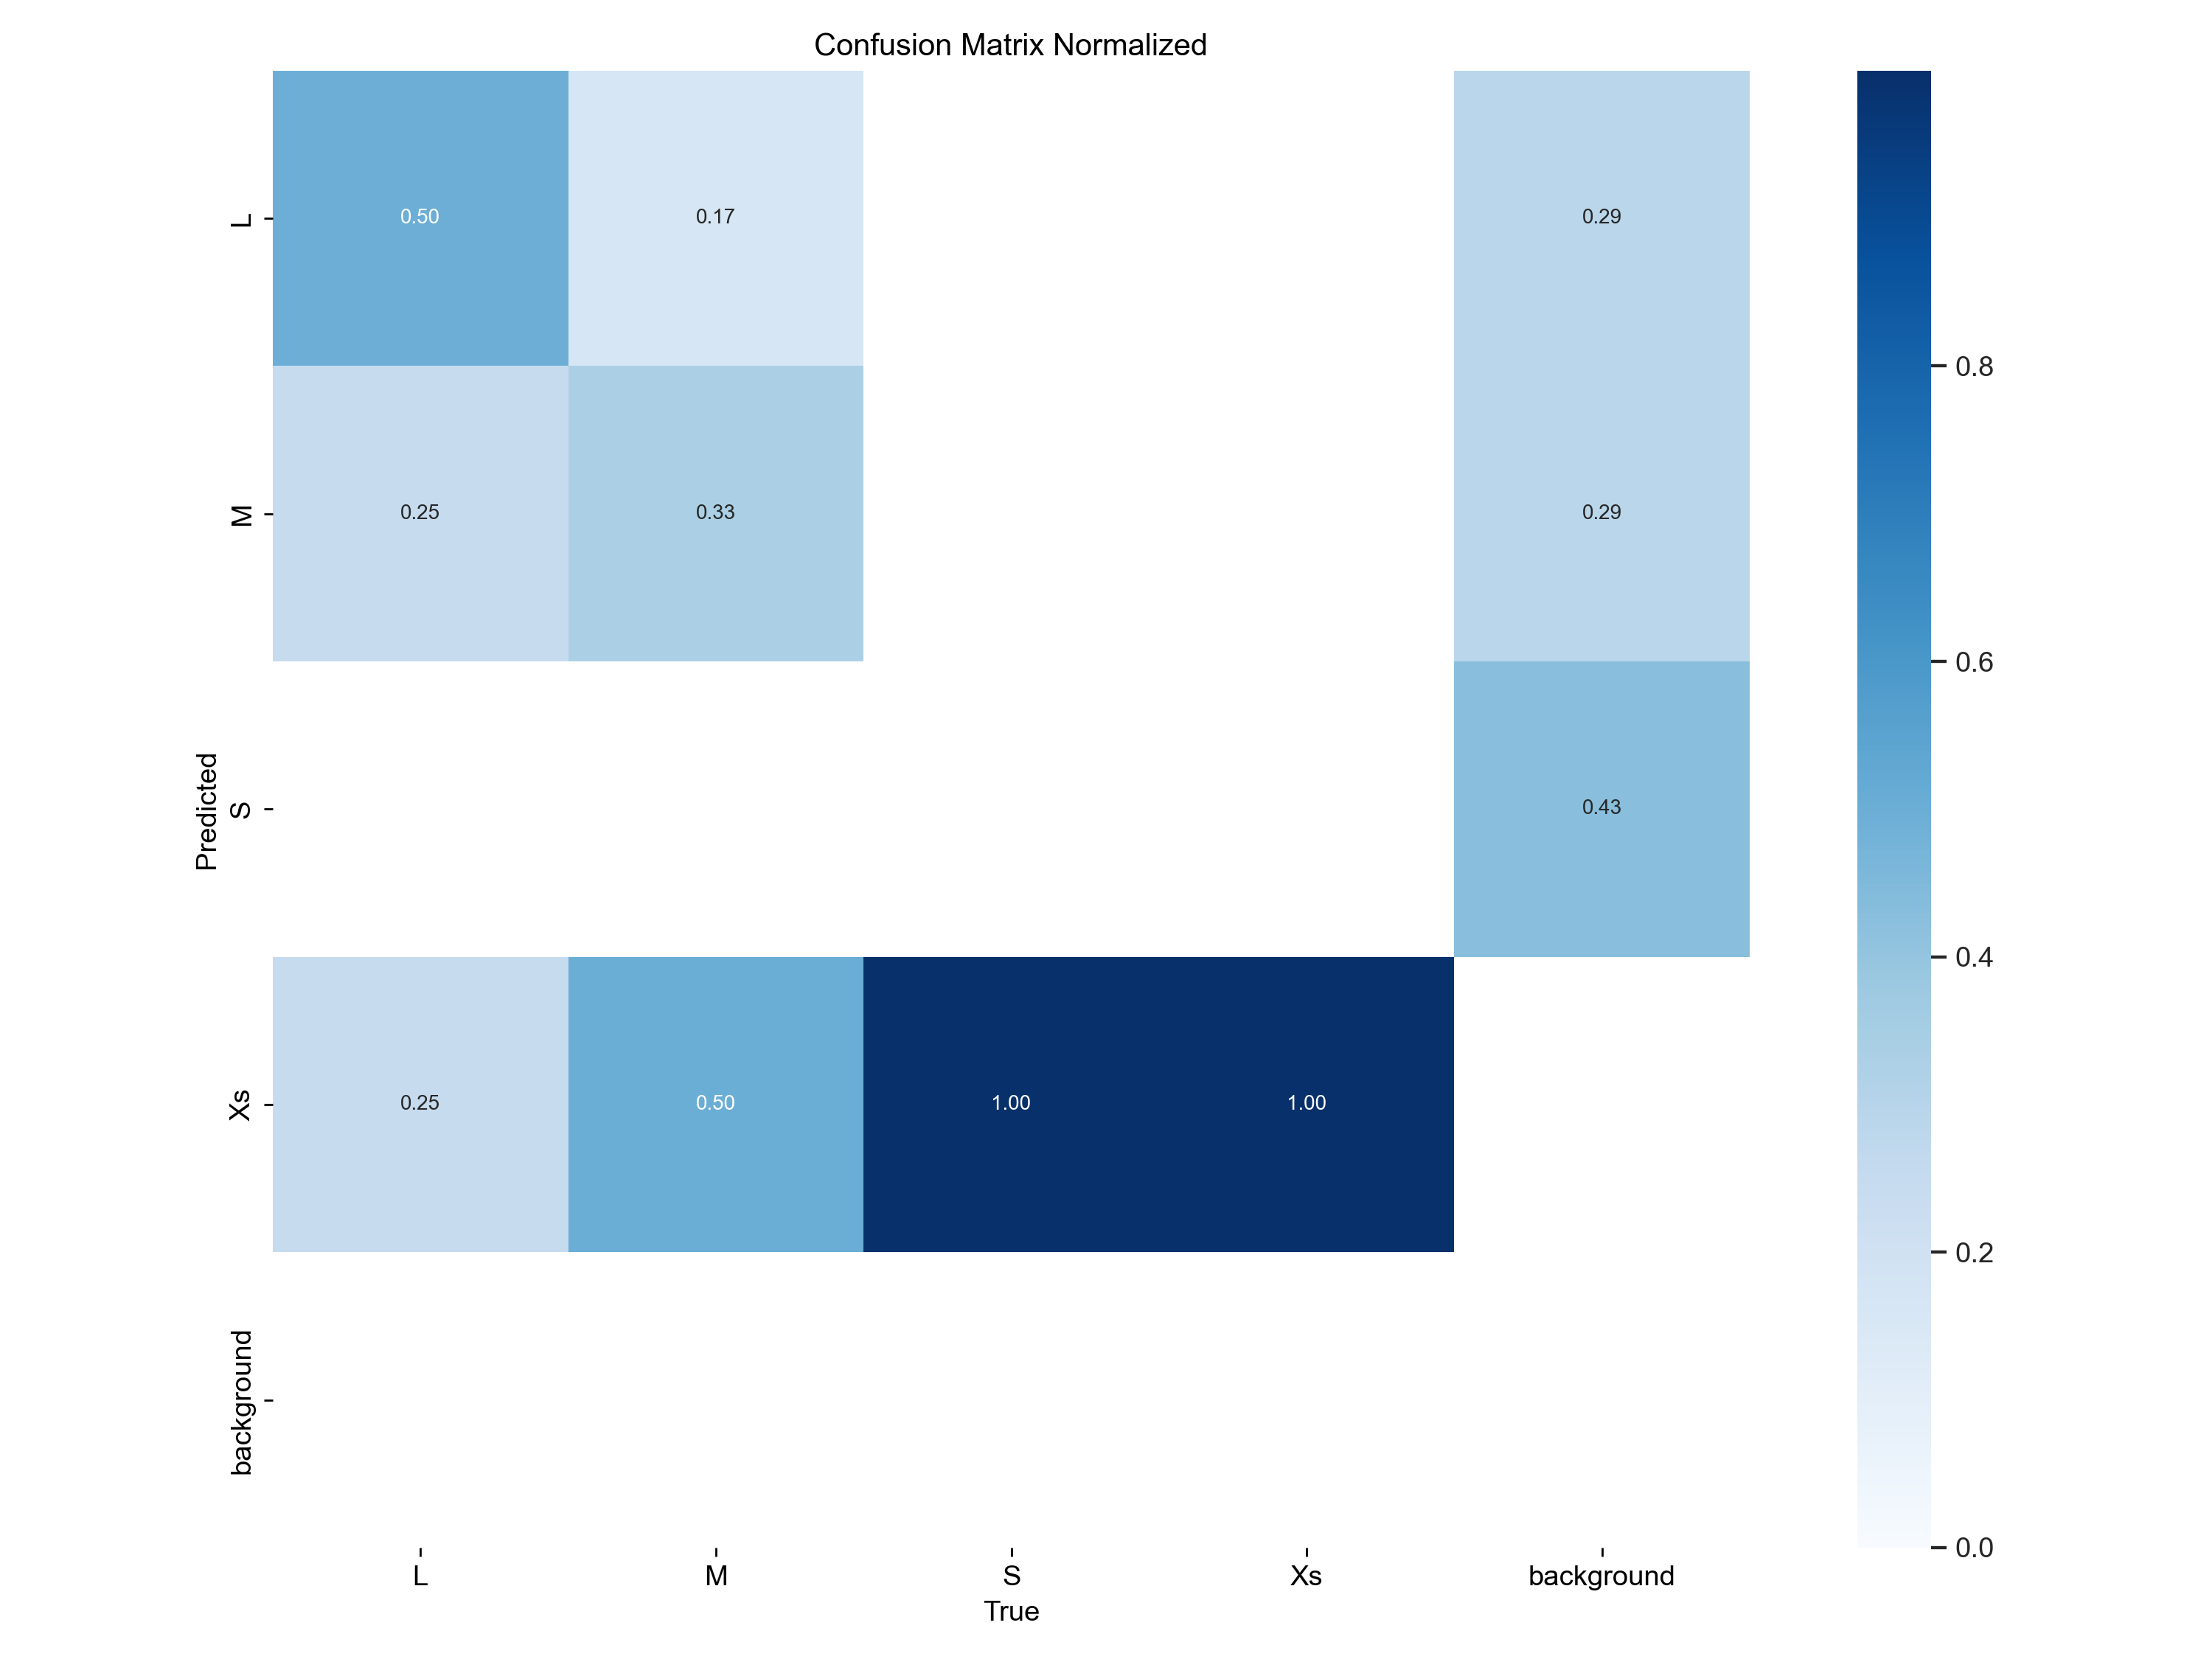 Confusion Matrix Normalized
L
0.50
0.17
0.29
M
0.25
0.33
0.29
S
0.43
Xs
0.25
0.50
1.00
1.00
background
Predicted
L
M
S
Xs
background
True
0.8
0.6
0.4
0.2
0.0